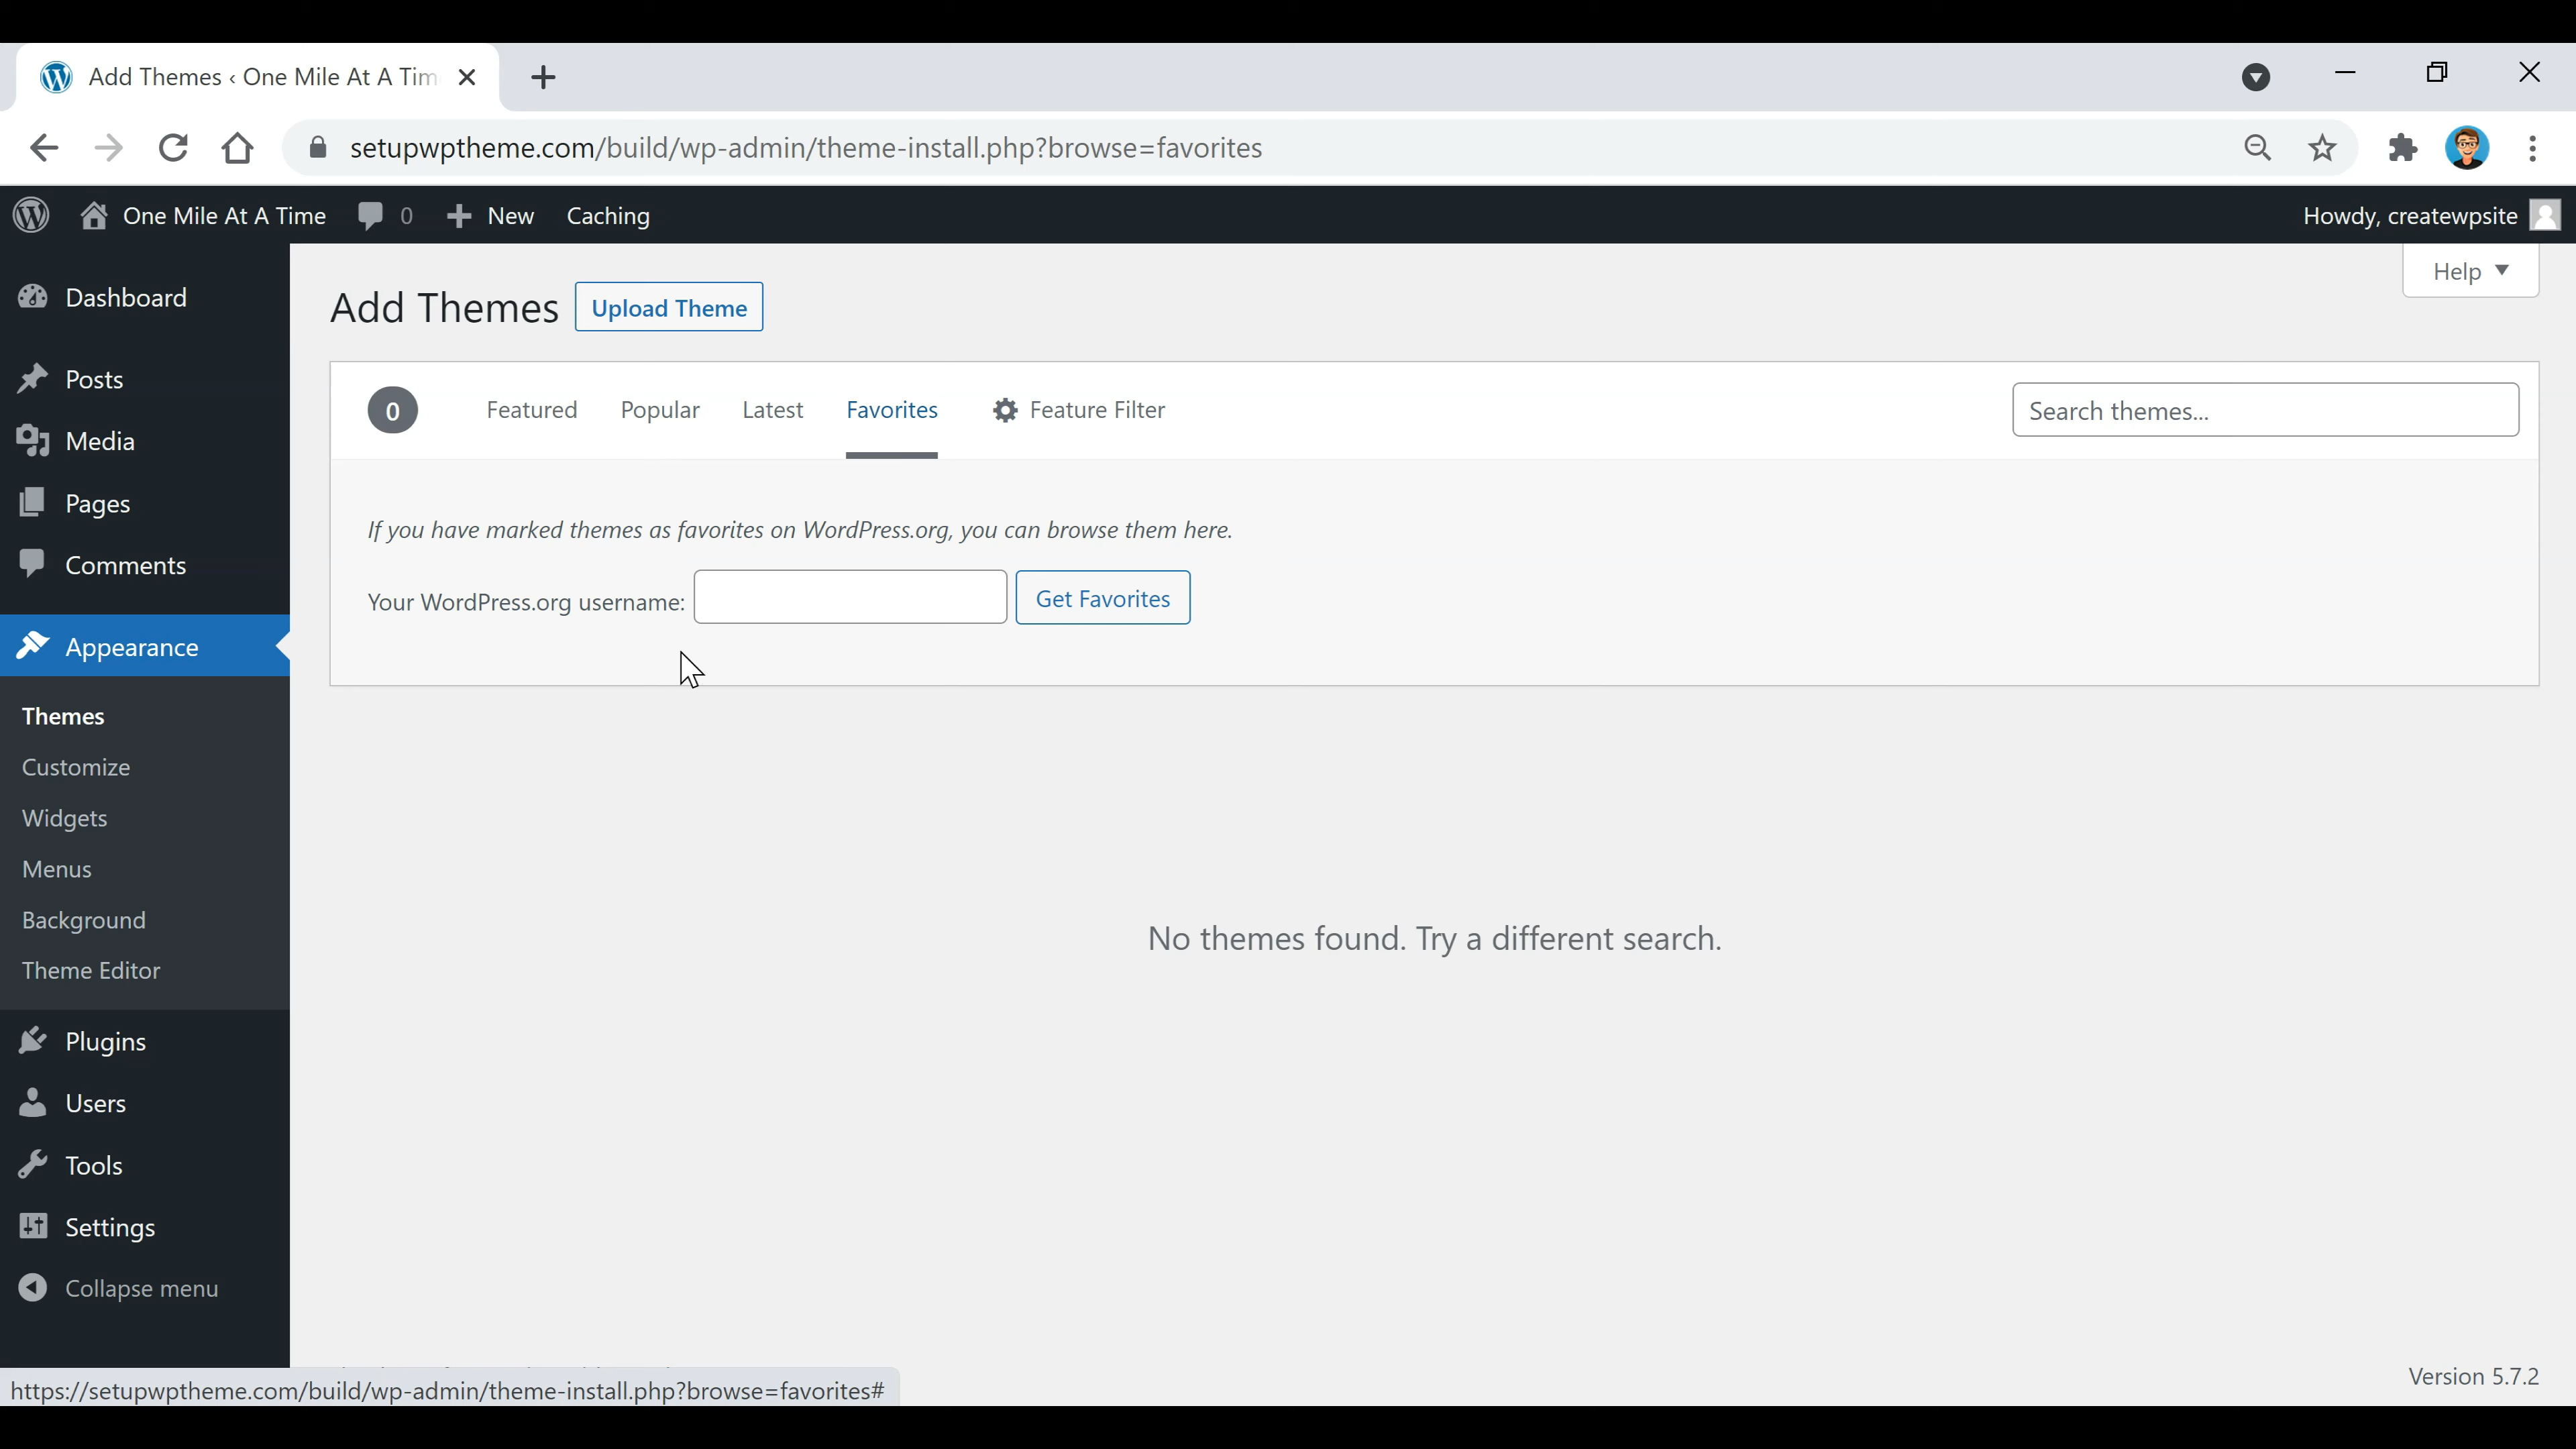 Add Themes ‹ One Mile At A Tim
setupwptheme.com/build/wp-admin/theme-install.php?browse=favorites
One Mile At A Time 0 New Caching Howdy, createwpsite
Help
Dashboard
Posts
Media
Pages
Comments
Appearance
Themes
Customize
Widgets
Menus
Background
Theme Editor
Plugins
Users
Tools
Settings
Collapse menu
Add Themes Upload Theme
0 Featured Popular Latest Favorites Feature Filter Search themes...
If you have marked themes as favorites on WordPress.org, you can browse them here.
Your WordPress.org username: Get Favorites
No themes found. Try a different search.
Version 5.7.2
https://setupwptheme.com/build/wp-admin/theme-install.php?browse=favorites#